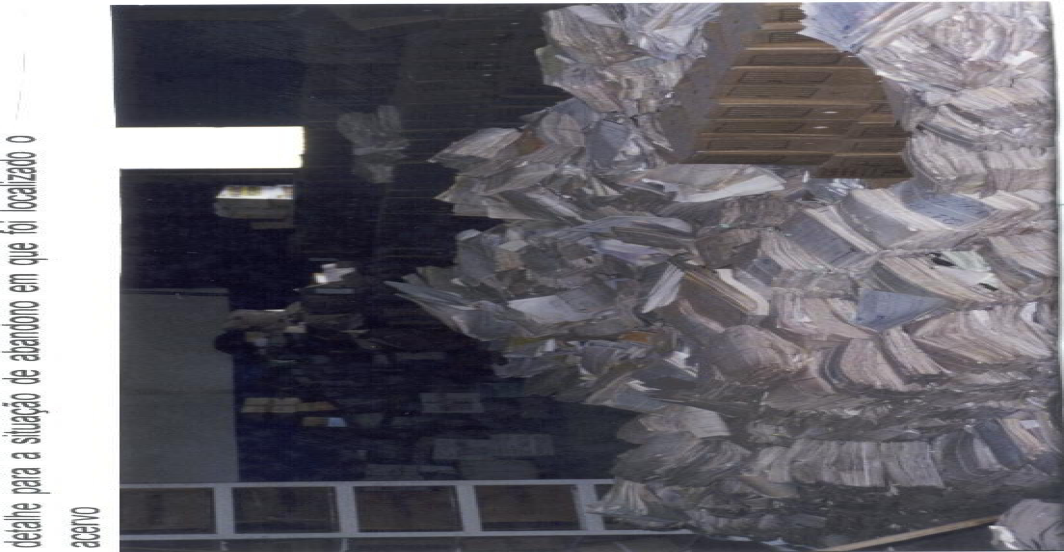 detalhe para a situação de abandono em que foi localizado o
acervo